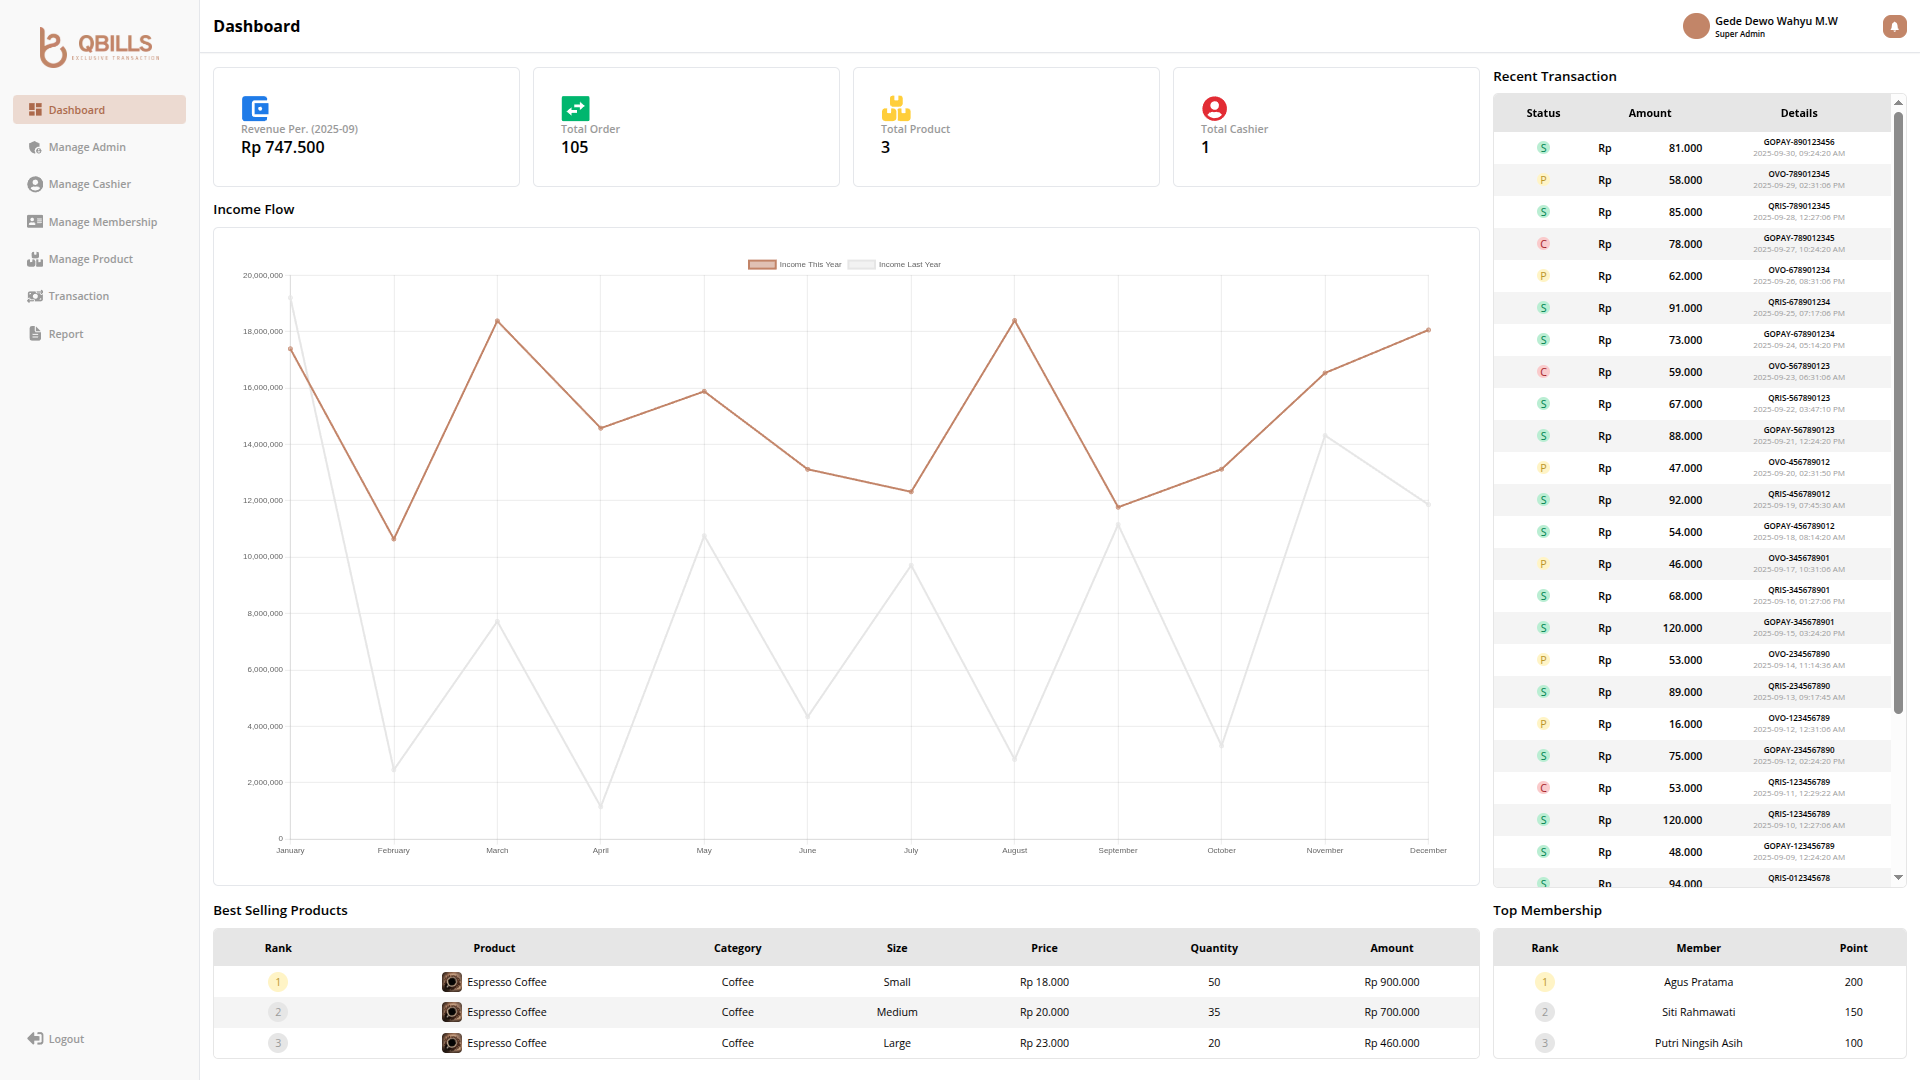 QBILLS
EXCLUSIVE TRANSACTION
Dashboard
Manage Admin
Manage Cashier
Manage Membership
Manage Product
Transaction
Report
Logout
Dashboard
Gede Dewo Wahyu M.W
Super Admin
Revenue Per. (2025-09)
Rp 747.500
Total Order
105
Total Product
3
Total Cashier
1
Income Flow
Income This Year Income Last Year
20,000,000
18,000,000
16,000,000
14,000,000
12,000,000
10,000,000
8,000,000
6,000,000
4,000,000
2,000,000
0
January February March April May June July August September October November December
Recent Transaction
Status Amount Details
S Rp 81.000 GOPAY-890123456
2025-09-30, 09:24:20 AM
P Rp 58.000 OVO-789012345
2025-09-29, 02:31:06 PM
S Rp 85.000 QRIS-789012345
2025-09-28, 12:27:06 PM
C Rp 78.000 GOPAY-789012345
2025-09-27, 10:24:20 AM
P Rp 62.000 OVO-678901234
2025-09-26, 08:31:06 PM
S Rp 91.000 QRIS-678901234
2025-09-25, 07:17:06 PM
S Rp 73.000 GOPAY-678901234
2025-09-24, 05:14:20 PM
C Rp 59.000 OVO-567890123
2025-09-23, 06:31:06 AM
S Rp 67.000 QRIS-567890123
2025-09-22, 03:47:10 PM
S Rp 88.000 GOPAY-567890123
2025-09-21, 12:24:20 PM
P Rp 47.000 OVO-456789012
2025-09-20, 02:31:50 PM
S Rp 92.000 QRIS-456789012
2025-09-19, 07:45:30 AM
S Rp 54.000 GOPAY-456789012
2025-09-18, 08:14:20 AM
P Rp 46.000 OVO-345678901
2025-09-17, 10:31:06 AM
S Rp 68.000 QRIS-345678901
2025-09-16, 01:27:06 PM
S Rp 120.000 GOPAY-345678901
2025-09-15, 03:24:20 PM
P Rp 53.000 OVO-234567890
2025-09-14, 11:14:36 AM
S Rp 89.000 QRIS-234567890
2025-09-13, 09:17:45 AM
P Rp 16.000 OVO-123456789
2025-09-12, 12:31:06 AM
S Rp 75.000 GOPAY-234567890
2025-09-12, 02:24:20 PM
C Rp 53.000 QRIS-123456789
2025-09-11, 12:29:22 AM
S Rp 120.000 QRIS-123456789
2025-09-10, 12:27:06 AM
S Rp 48.000 GOPAY-123456789
2025-09-09, 12:24:20 AM
S Rp 94.000 QRIS-012345678
Best Selling Products
Rank Product Category Size Price Quantity Amount
1 Espresso Coffee Coffee Small Rp 18.000 50 Rp 900.000
2 Espresso Coffee Coffee Medium Rp 20.000 35 Rp 700.000
3 Espresso Coffee Coffee Large Rp 23.000 20 Rp 460.000
Top Membership
Rank Member Point
1 Agus Pratama 200
2 Siti Rahmawati 150
3 Putri Ningsih Asih 100